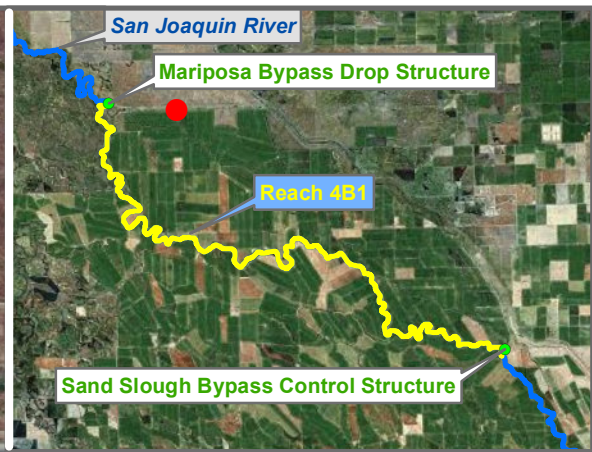 San Joaquin River
Mariposa Bypass Drop Structure
Reach 4B1
Sand Slough Bypass Control Structure